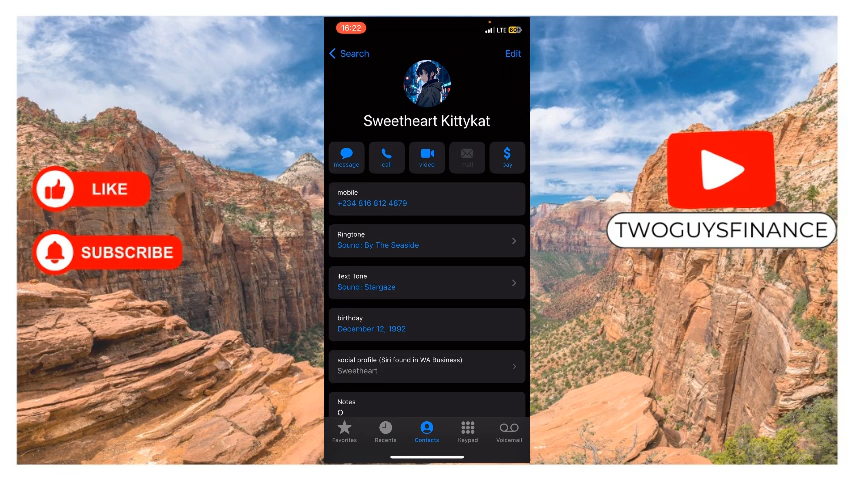 16:22
LTE
Search
Edit
Sweetheart Kittykat
message
call
video
mail
$
pay
mobile
+234 816 812 4879
Ringtone
Sound: By The Seaside
Text Tone
Sound: Stargaze
birthday
December 12, 1992
social profile (Siri found in WA Business)
Sweetheart
Notes
O
Favorites
Recents
Contacts
Keypad
Voicemail
LIKE
SUBSCRIBE
TWOGUYSFINANCE